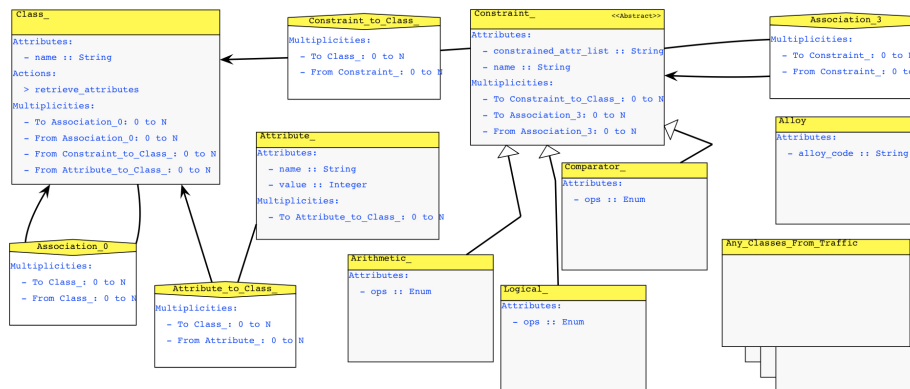 Class_
Attributes:
- name :: String
Actions:
> retrieve_attributes
Multiplicities:
- To Association_0: 0 to N
- From Association_0: 0 to N
- From Constraint_to_Class_: 0 to N
- From Attribute_to_Class_: 0 to N
Constraint_to_Class_
Multiplicities:
- To Class_: 0 to N
- From Constraint_: 0 to N
Constraint_ <<Abstract>>
Attributes:
- constrained_attr_list :: String
- name :: String
Multiplicities:
- To Constraint_to_Class_: 0 to N
- To Association_3: 0 to N
- From Association_3: 0 to N
Association_3
Multiplicities:
- To Constraint_: 0 to
- From Constraint_: 0 to
Attribute_
Attributes:
- name :: String
- value :: Integer
Multiplicities:
- To Attribute_to_Class_: 0 to N
Alloy
Attributes:
- alloy_code :: String
Comparator_
Attributes:
- ops :: Enum
Association_0
Multiplicities:
- To Class_: 0 to N
- From Class_: 0 to N
Attribute_to_Class_
Multiplicities:
- To Class_: 0 to N
- From Attribute_: 0 to N
Arithmetic_
Attributes:
- ops :: Enum
Logical_
Attributes:
- ops :: Enum
Any_Classes_From_Traffic